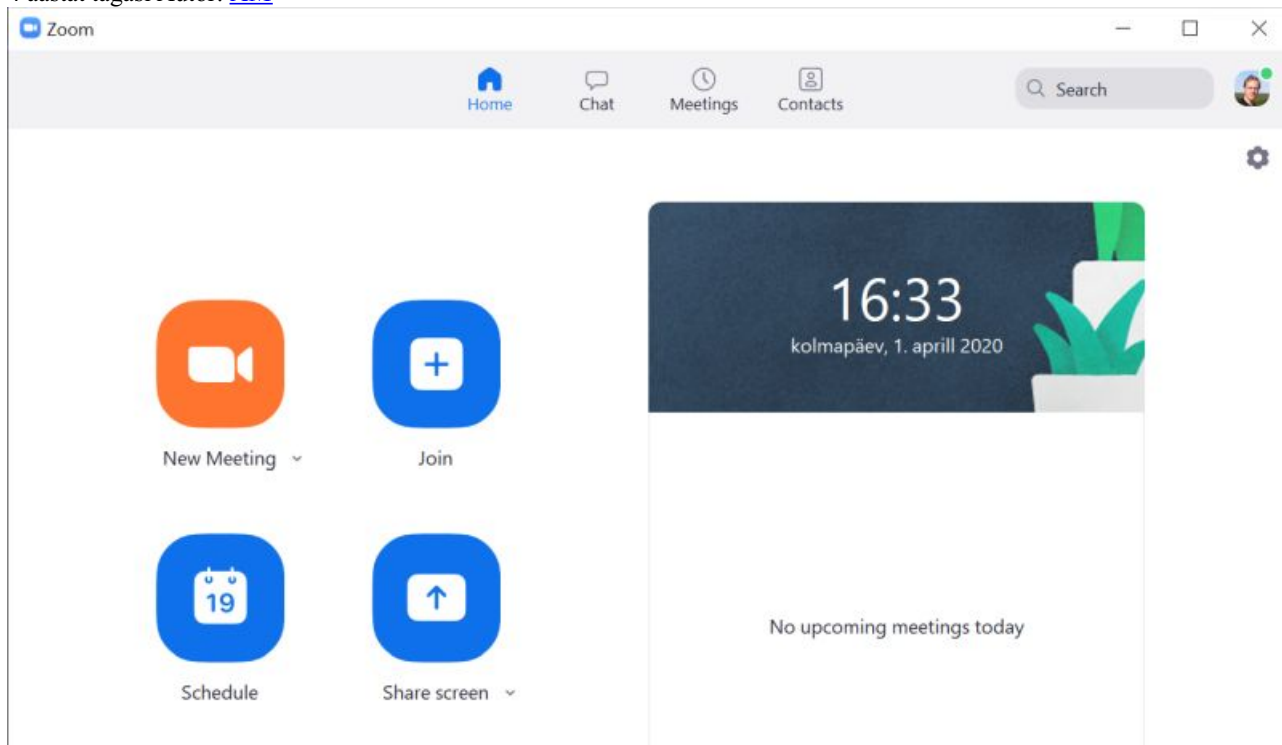 Zoom
Home
Chat
Meetings
Contacts
Search
16:33
kolmapäev, 1. aprill 2020
New Meeting
Join
19
Schedule
Share screen
No upcoming meetings today